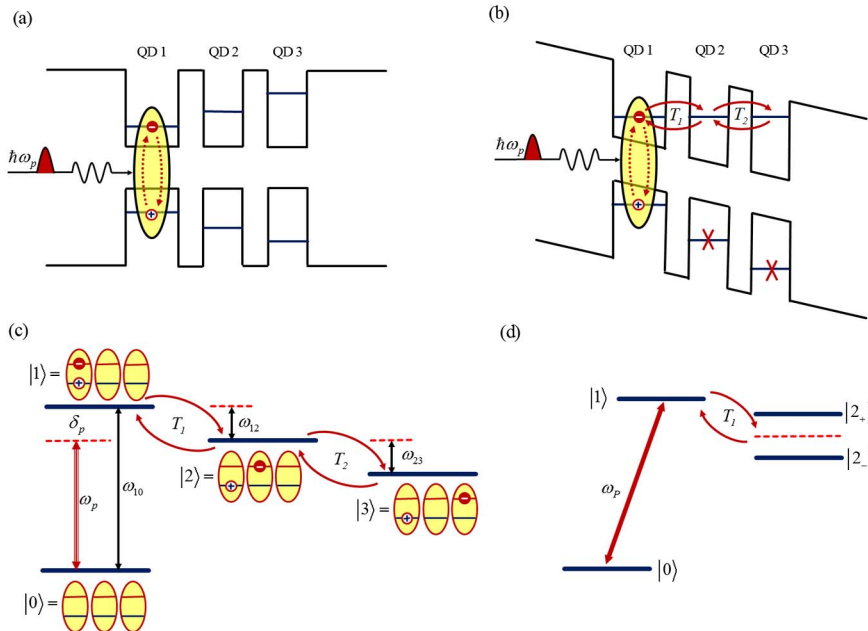 (a)
QD 1
QD 2
QD 3
ħω_p
(b)
QD 1
QD 2
QD 3
T_1
T_2
ħω_p
(c)
|1⟩=
δ_p
T_1
ω_12
ω_p
ω_10
|2⟩=
T_2
ω_23
|3⟩=
|0⟩=
(d)
|1⟩
T_1
|2_+⟩
|2_−⟩
ω_P
|0⟩